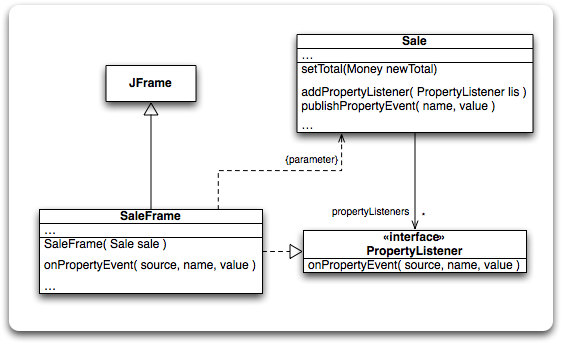 Sale
...
setTotal(Money newTotal)
addPropertyListener( PropertyListener lis )
publishPropertyEvent( name, value )
...
JFrame
{parameter}
propertyListeners
SaleFrame
...
SaleFrame( Sale sale )
onPropertyEvent( source, name, value )
...
«interface»
PropertyListener
onPropertyEvent( source, name, value )